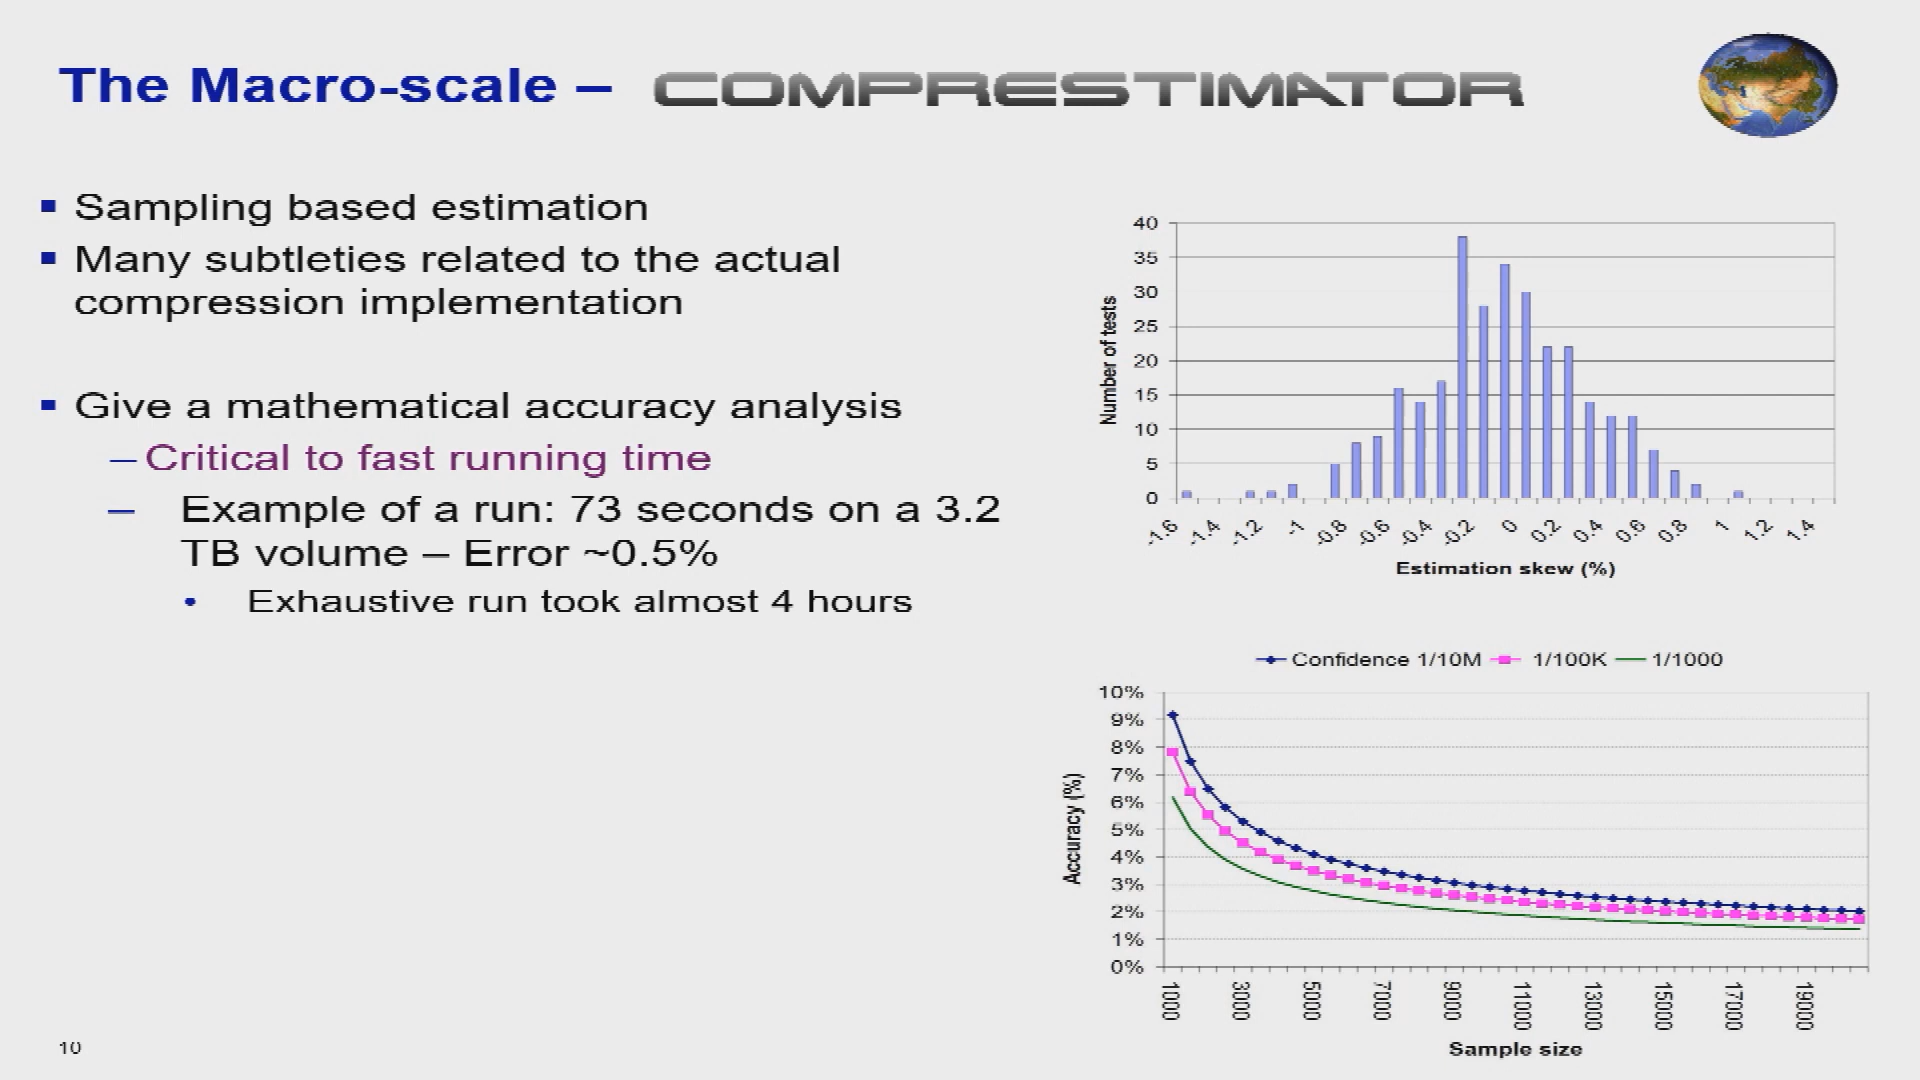 The Macro-scale – COMPRESTIMATOR
Sampling based estimation
Many subtleties related to the actual
compression implementation
Give a mathematical accuracy analysis
– Critical to fast running time
– Example of a run: 73 seconds on a 3.2
TB volume – Error ~0.5%
• Exhaustive run took almost 4 hours
40
35
30
25
20
15
10
5
0
Number of tests
-1.6 -1.4 -1.2 -1 -0.8 -0.6 -0.4 -0.2 0 0.2 0.4 0.6 0.8 1 1.2 1.4
Estimation skew (%)
Confidence 1/10M 1/100K 1/1000
10%
9%
8%
7%
6%
5%
4%
3%
2%
1%
0%
Accuracy (%)
1000 3000 5000 7000 9000 11000 13000 15000 17000 19000
Sample size
10